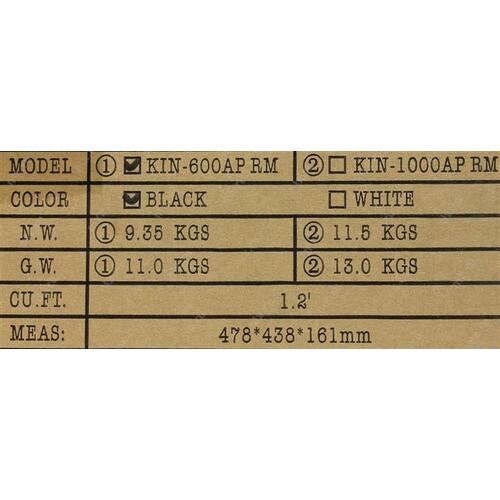 MODEL ① ☑ KIN-600AP RM ② ☐ KIN-1000AP RM
COLOR ☑ BLACK ☐ WHITE
N.W. ① 9.35 KGS ② 11.5 KGS
G.W. ① 11.0 KGS ② 13.0 KGS
CU.FT. 1.2'
MEAS: 478*438*161mm